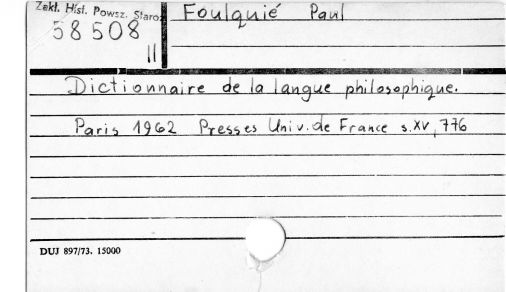 Zakł. Hist. Powsz. Staroż.
58508
II
Foulquié Paul
Dictionnaire de la langue philosophique.
Paris 1962 Presses Univ. de France s. XV, 776
DUJ 897/73. 15000